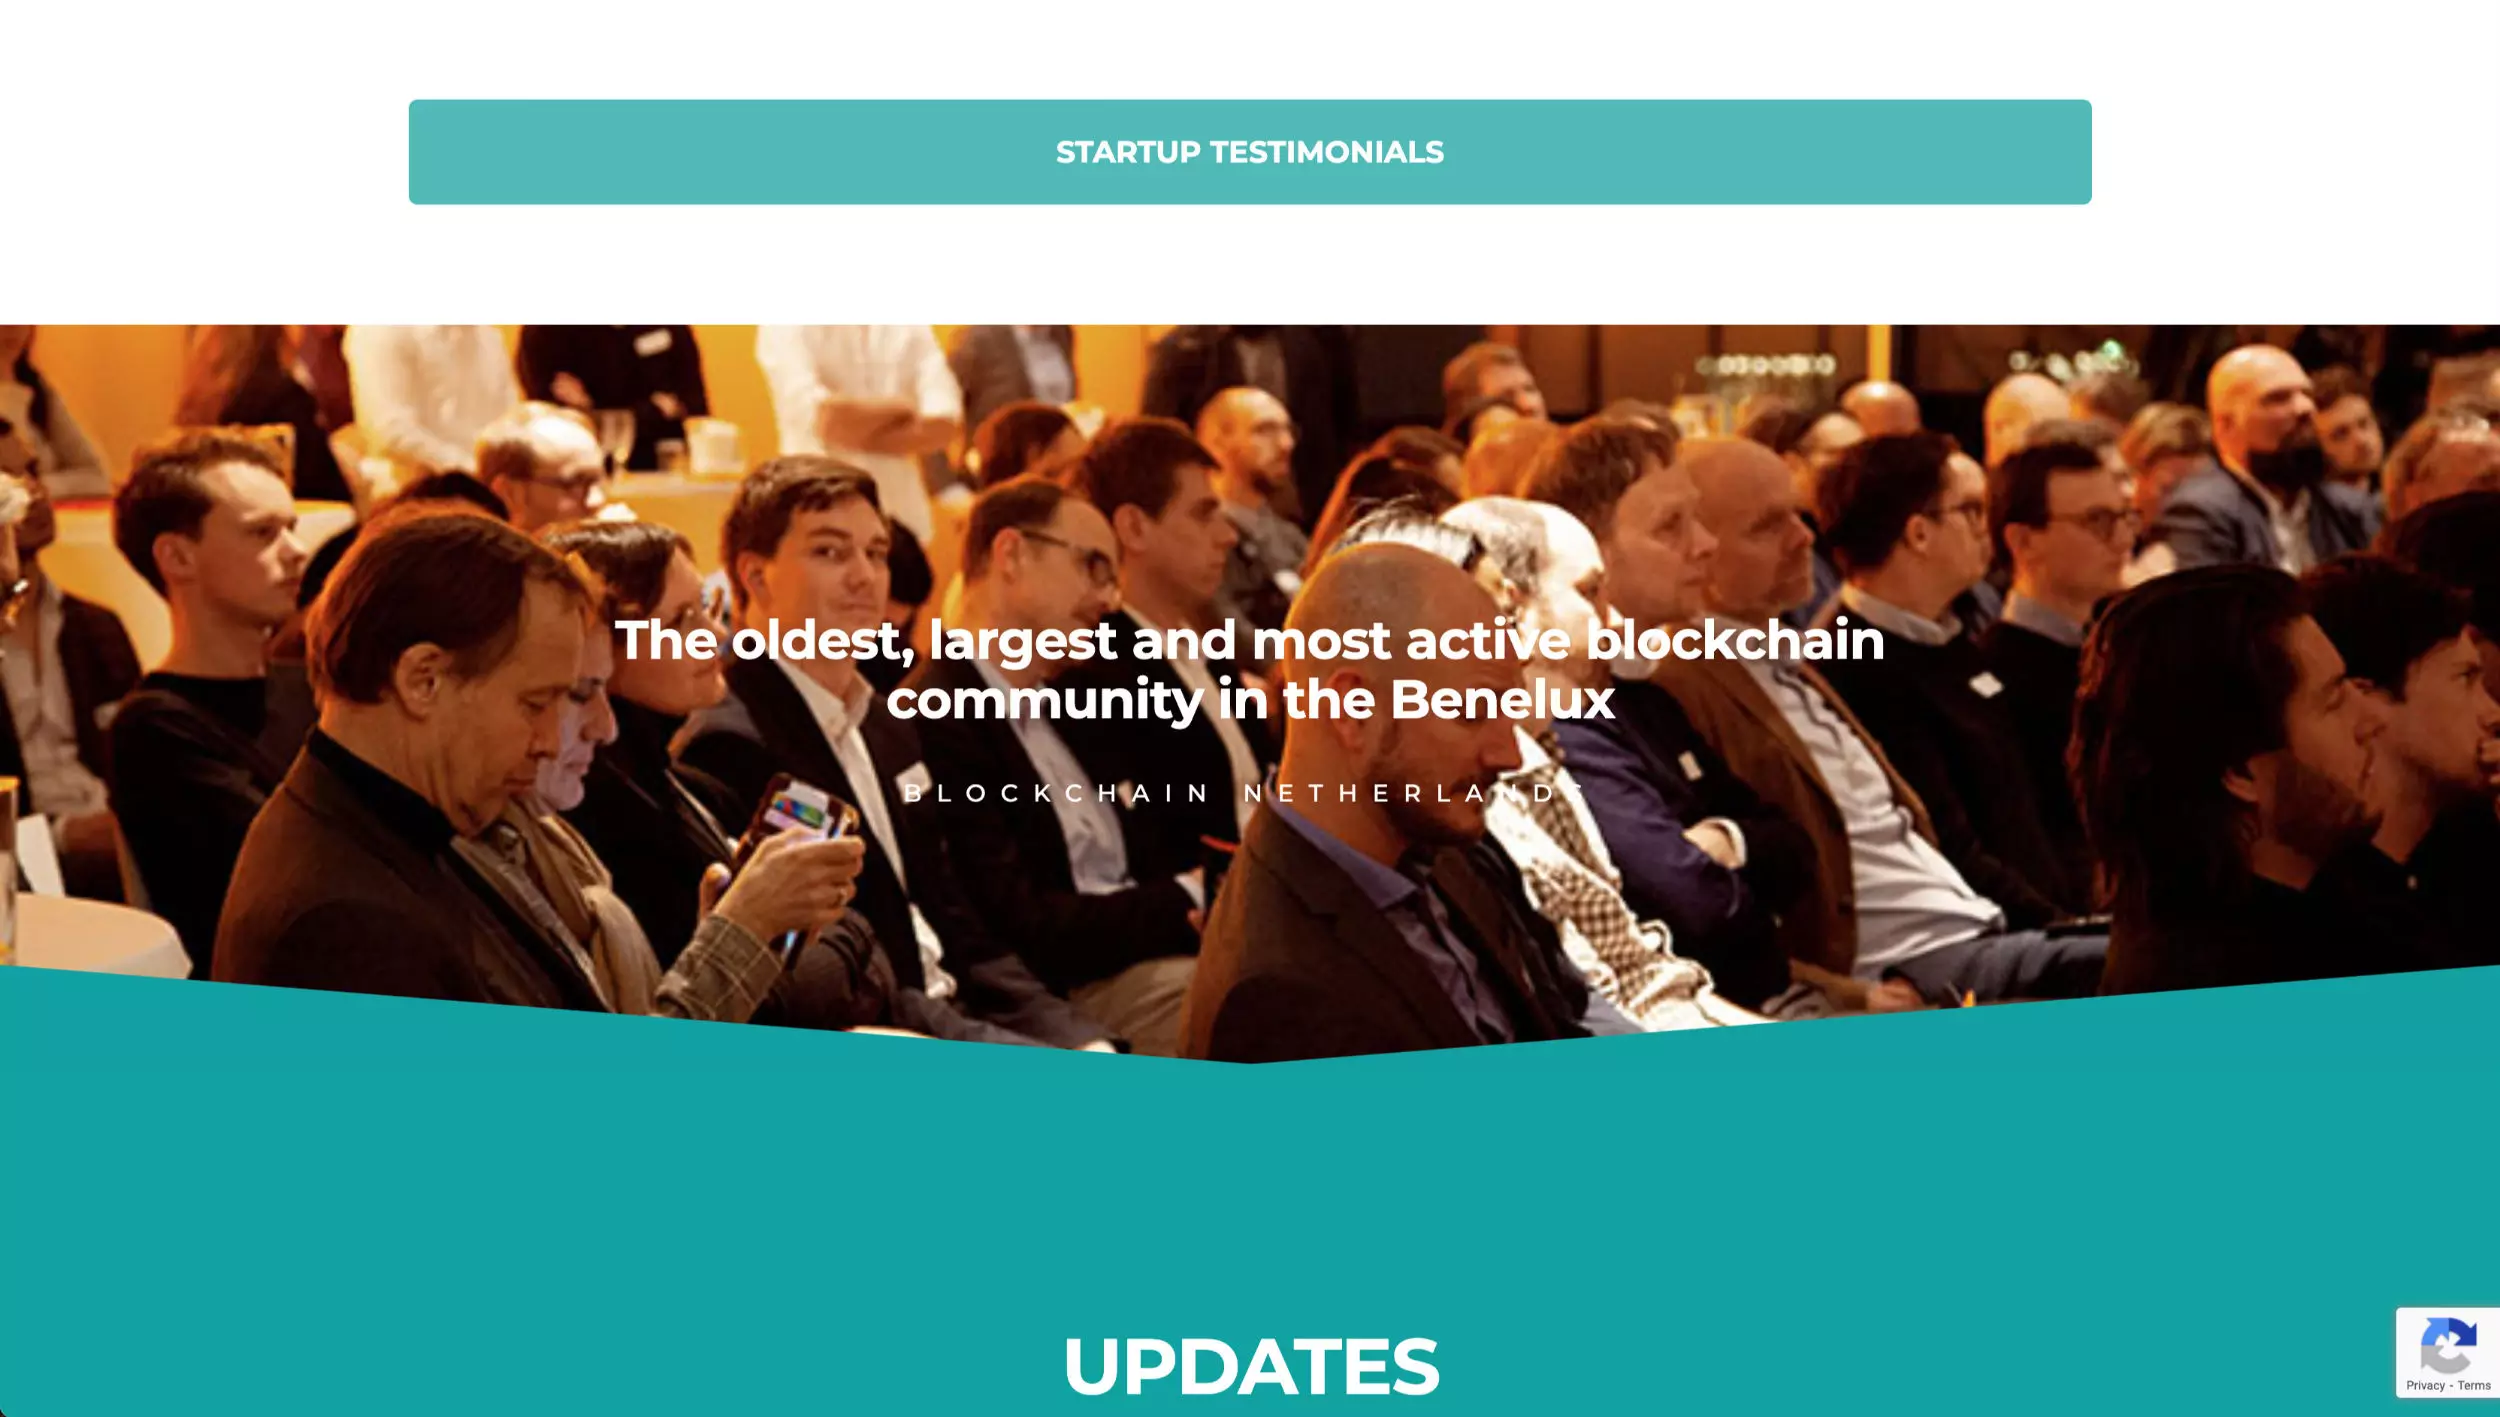 STARTUP TESTIMONIALS
The oldest, largest and most active blockchain
community in the Benelux
BLOCKCHAIN NETHERLANDS
UPDATES
Privacy - Terms